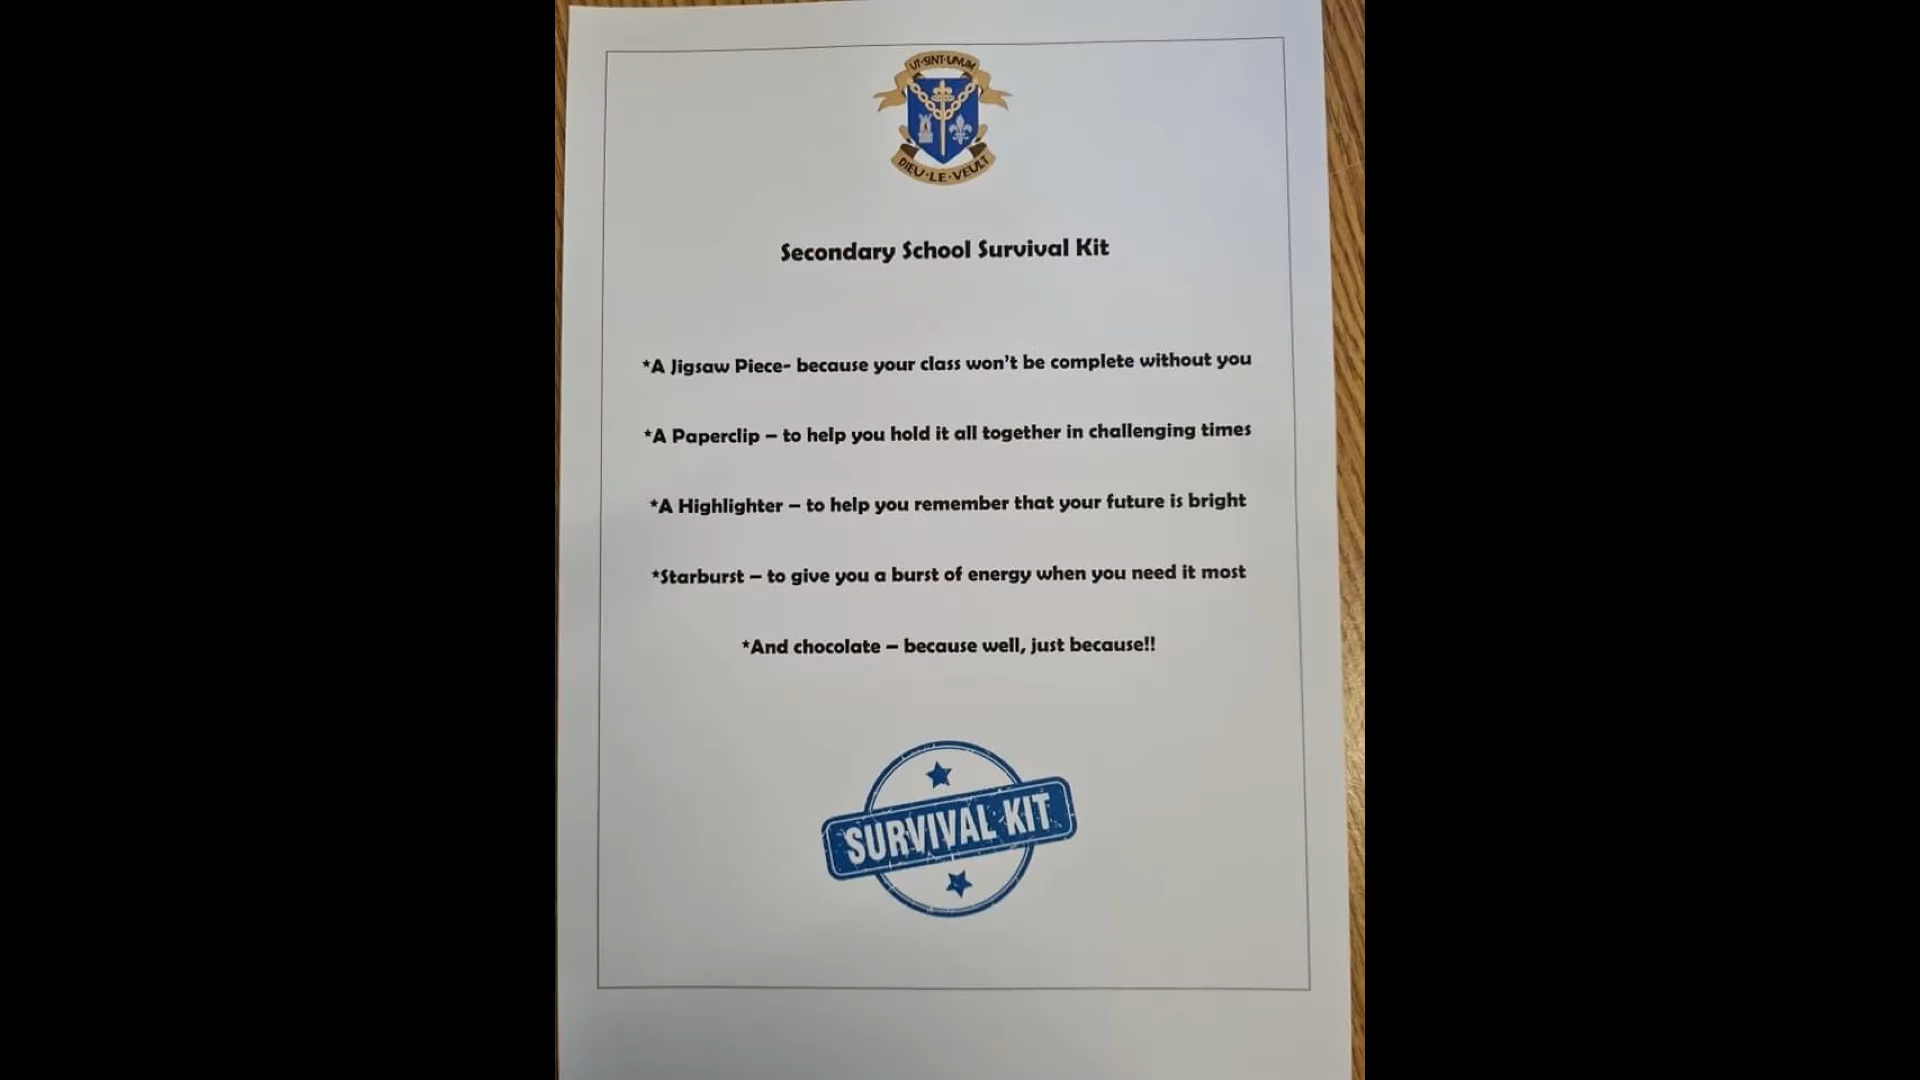 UT·SINT·UNUM
DIEU·LE·VEULT
Secondary School Survival Kit
*A Jigsaw Piece- because your class won’t be complete without you
*A Paperclip – to help you hold it all together in challenging times
*A Highlighter – to help you remember that your future is bright
*Starburst – to give you a burst of energy when you need it most
*And chocolate – because well, just because!!
SURVIVAL KIT